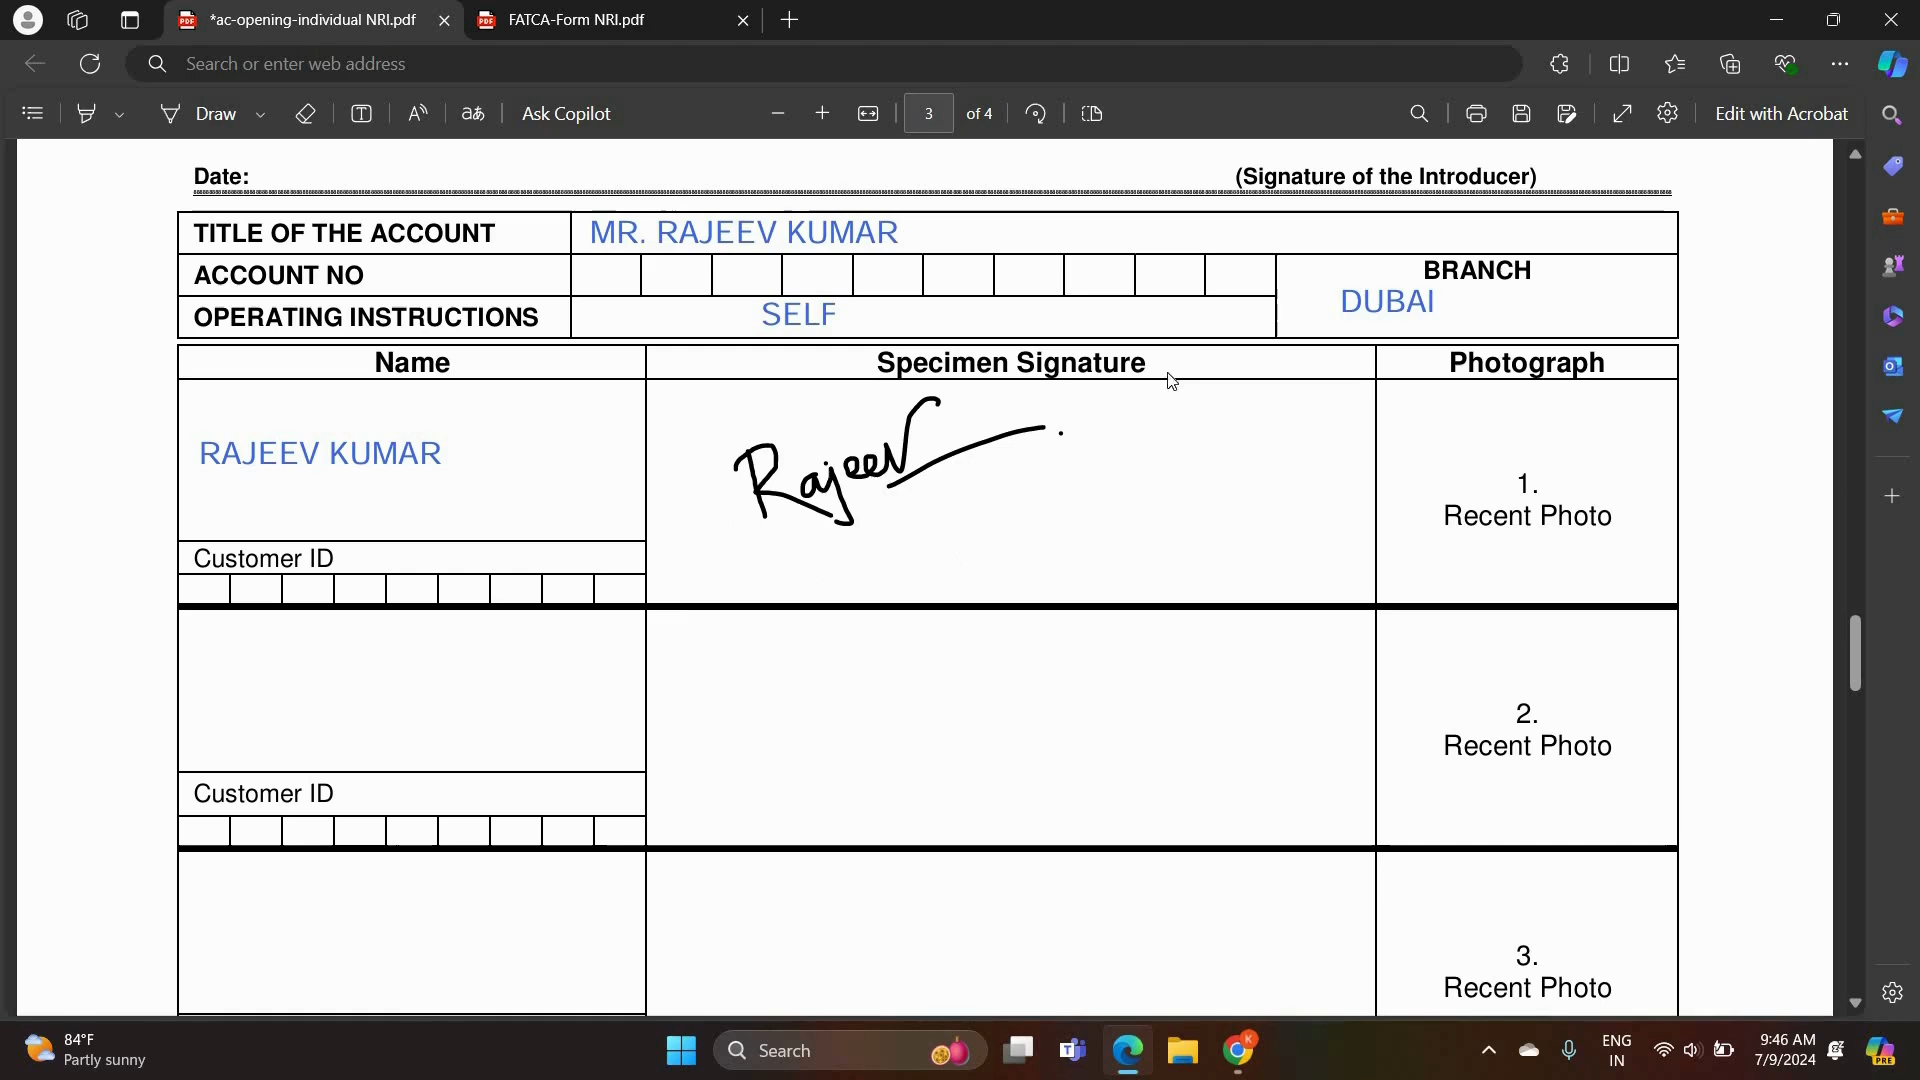 *ac-opening-individual NRI.pdf
FATCA-Form NRI.pdf
Search or enter web address
Draw
Ask Copilot
3
of 4
Edit with Acrobat
Date:
(Signature of the Introducer)
TITLE OF THE ACCOUNT
MR. RAJEEV KUMAR
ACCOUNT NO
BRANCH
DUBAI
OPERATING INSTRUCTIONS
SELF
Name
Specimen Signature
Photograph
RAJEEV KUMAR
Rajeev
1.
Recent Photo
Customer ID
2.
Recent Photo
Customer ID
3.
Recent Photo
84°F
Partly sunny
Search
ENG
IN
9:46 AM
7/9/2024